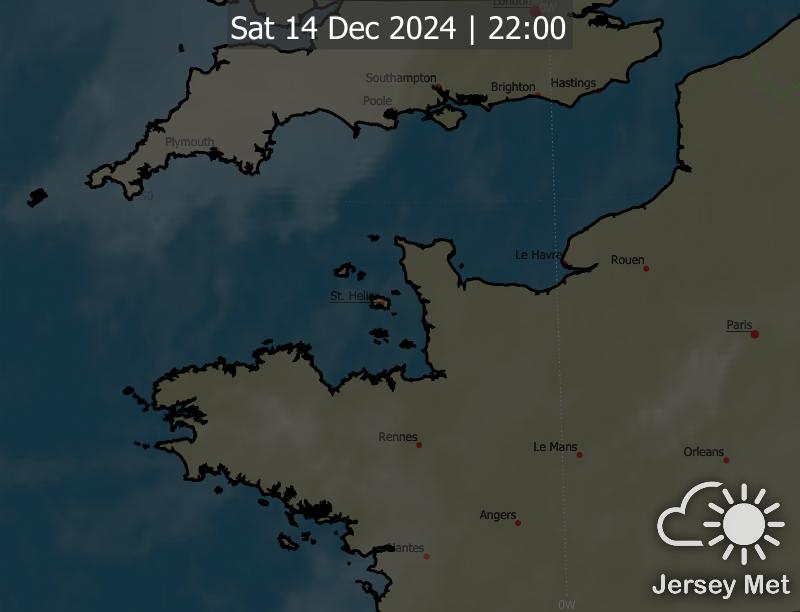 London
0W
Sat 14 Dec 2024 | 22:00
Southampton
Brighton
Hastings
Poole
Plymouth
50
Le Havre
Rouen
St. Helier
Paris
Rennes
Le Mans
Orleans
Angers
Nantes
Jersey Met
0W